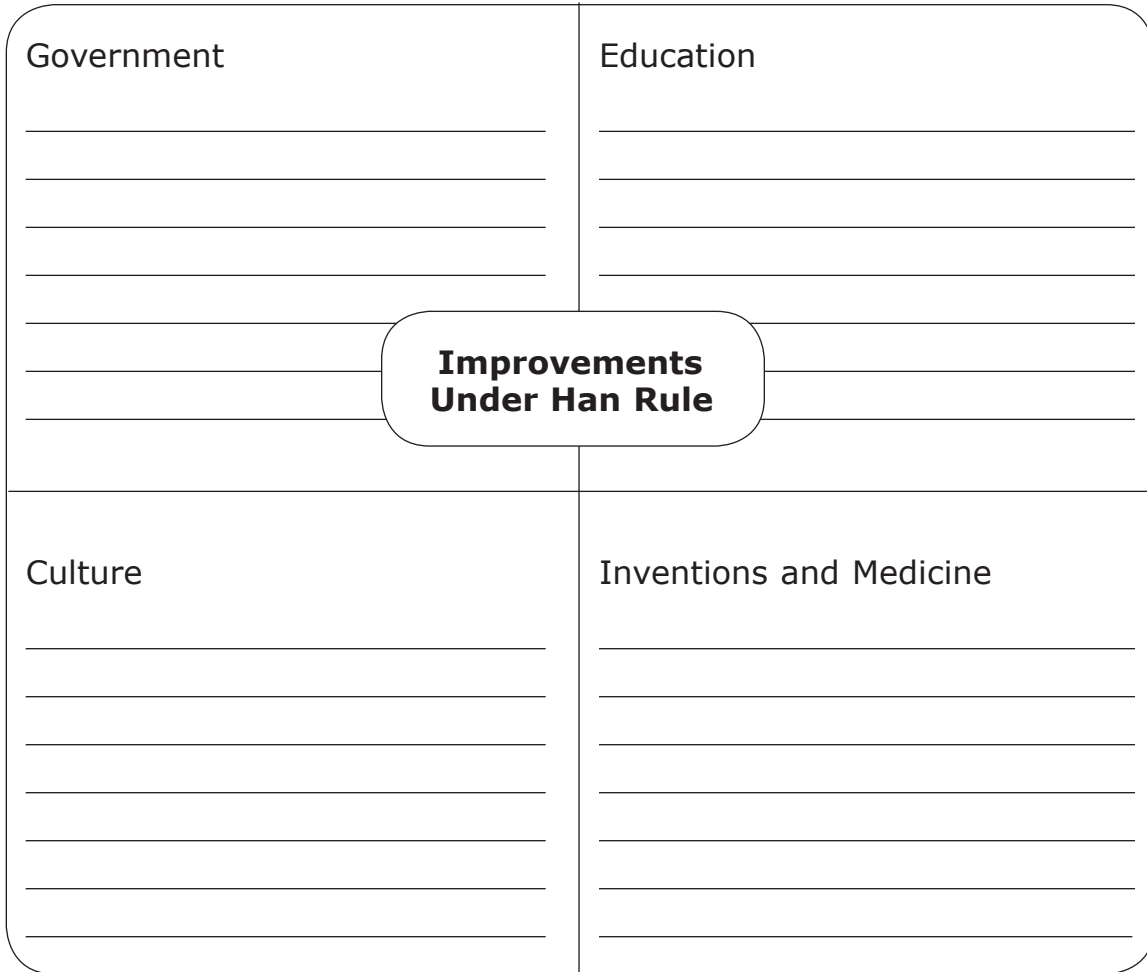 Government
Education
Improvements
Under Han Rule
Culture
Inventions and Medicine